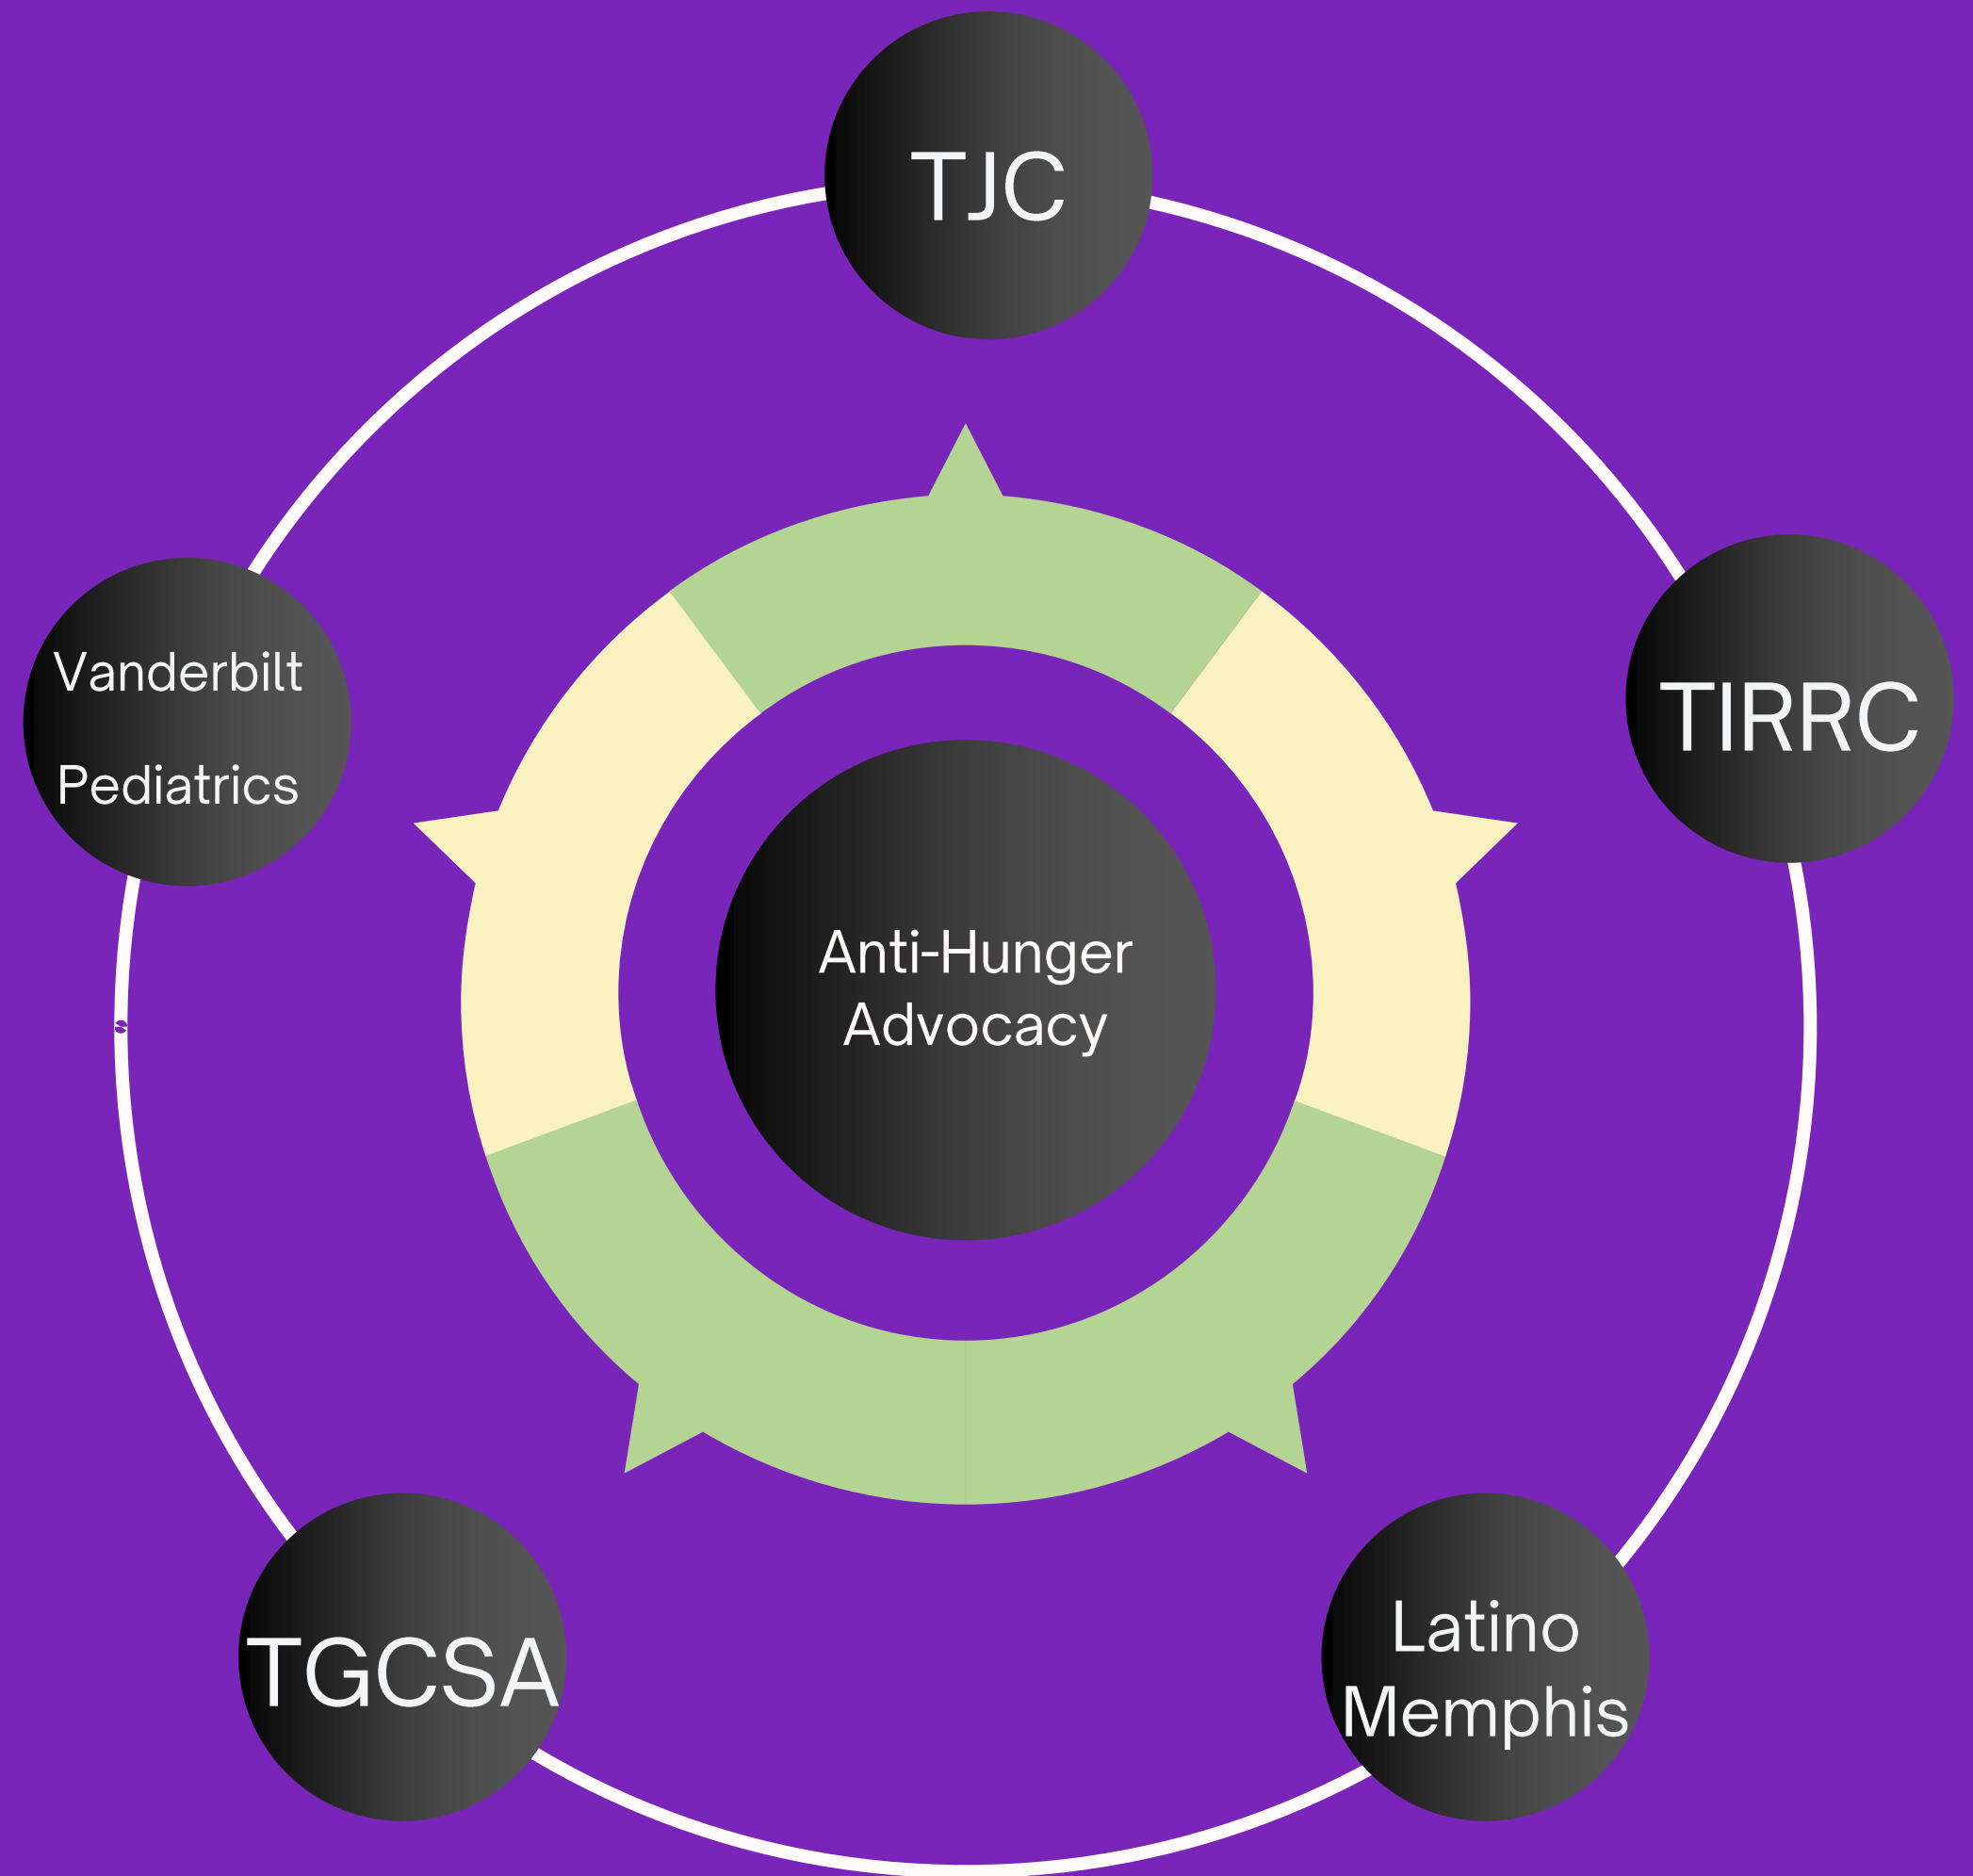 TJC
Vanderbilt
Pediatrics
TIRRC
Anti-Hunger
Advocacy
TGCSA
Latino
Memphis